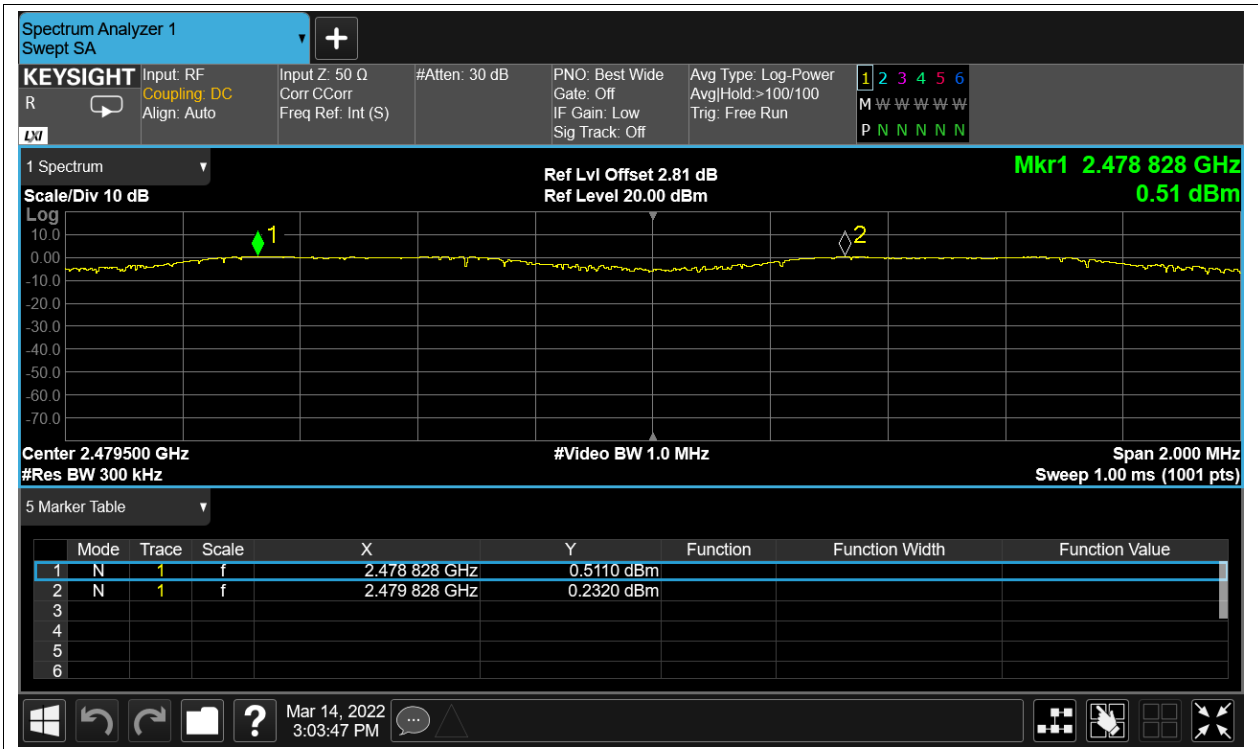 Spectrum Analyzer 1
Swept SA
KEYSIGHT
R
LXI
Input: RF
Coupling: DC
Align: Auto
Input Z: 50 Ω
Corr CCorr
Freq Ref: Int (S)
#Atten: 30 dB
PNO: Best Wide
Gate: Off
IF Gain: Low
Sig Track: Off
Avg Type: Log-Power
Avg|Hold:>100/100
Trig: Free Run
1 2 3 4 5 6
M W W W W W
P N N N N N
1 Spectrum
Scale/Div 10 dB
Ref Lvl Offset 2.81 dB
Ref Level 20.00 dBm
Mkr1 2.478 828 GHz
0.51 dBm
Log
10.0
0.00
-10.0
-20.0
-30.0
-40.0
-50.0
-60.0
-70.0
1
2
Center 2.479500 GHz
#Res BW 300 kHz
#Video BW 1.0 MHz
Span 2.000 MHz
Sweep 1.00 ms (1001 pts)
5 Marker Table
Mode Trace Scale X Y Function Function Width Function Value
1 N 1 f 2.478 828 GHz 0.5110 dBm
2 N 1 f 2.479 828 GHz 0.2320 dBm
3
4
5
6
?
Mar 14, 2022
3:03:47 PM